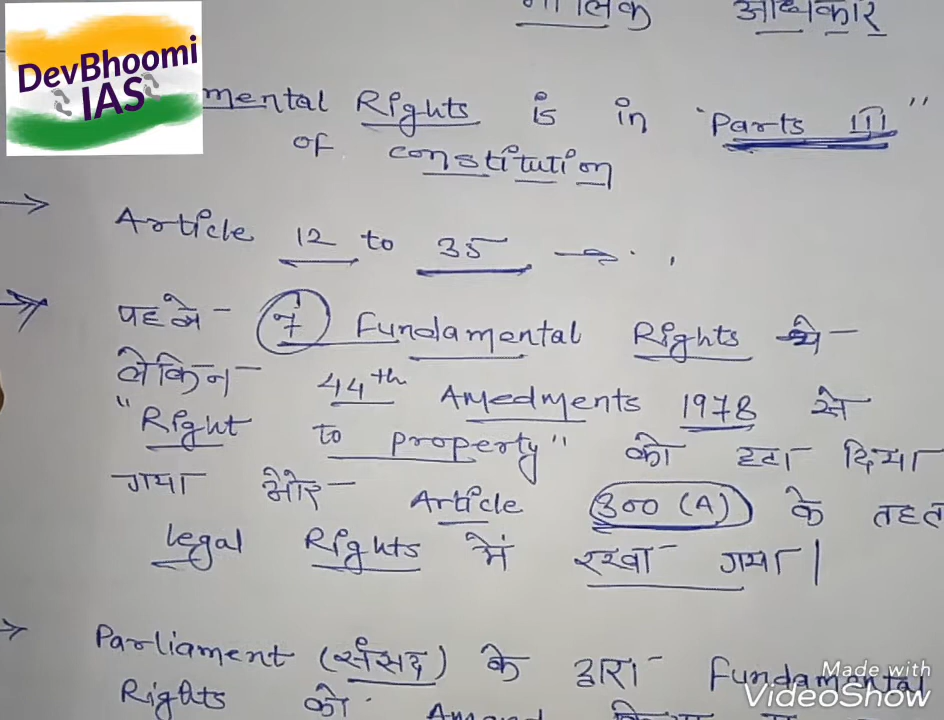 मौलिक अधिकार
DevBhoomi
IAS
mental Rights is in "Parts III"
of constitution
→ Article 12 to 35 →
→ पहले - 7 Fundamental Rights थे -
लेकिन - 44th Amedments 1978 से
"Right to property" को हटा दिया
गया और - Article 300 (A) के तहत
legal Rights में रखा गया।
→ Parliament (संसद) के द्वारा Fundamental
Rights को
Made with
VideoShow